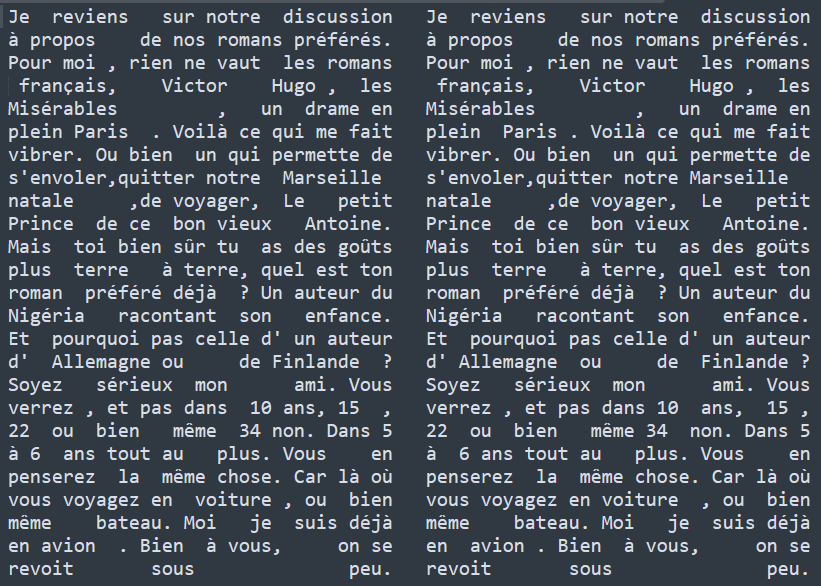 Je  reviens   sur notre  discussion
à propos    de nos romans préférés.
Pour moi , rien ne vaut  les romans
 français,    Victor    Hugo ,  les
Misérables         ,   un  drame en
plein Paris  . Voilà ce qui me fait
vibrer. Ou bien  un qui permette de
s'envoler,quitter notre  Marseille
natale     ,de voyager,  Le   petit
Prince  de ce  bon vieux   Antoine.
Mais  toi bien sûr tu  as des goûts
plus  terre   à terre, quel est ton
roman  préféré déjà  ? Un auteur du
Nigéria   racontant  son   enfance.
Et  pourquoi pas celle d' un auteur
d'  Allemagne ou     de Finlande  ?
Soyez   sérieux  mon      ami. Vous
verrez , et pas dans  10 ans, 15  ,
22  ou  bien   même  34 non. Dans 5
à 6  ans tout au   plus. Vous    en
penserez  la  même chose. Car là où
vous voyagez en  voiture , ou  bien
même    bateau. Moi   je  suis déjà
en avion  . Bien  à vous,     on se
revoit       sous              peu.
Je  reviens   sur notre  discussion
à propos    de nos romans préférés.
Pour moi , rien ne vaut  les romans
 français,    Victor    Hugo ,  les
Misérables         ,   un  drame en
plein  Paris . Voilà ce qui me fait
vibrer. Ou bien  un qui permette de
s'envoler,quitter notre Marseille
natale     ,de voyager,  Le   petit
Prince  de ce  bon vieux   Antoine.
Mais  toi bien sûr tu  as des goûts
plus  terre   à terre, quel est ton
roman  préféré déjà  ? Un auteur du
Nigéria   racontant  son   enfance.
Et  pourquoi pas celle d' un auteur
d' Allemagne  ou     de  Finlande ?
Soyez   sérieux  mon      ami. Vous
verrez , et pas dans 10  ans,  15 ,
22  ou  bien   même 34  non. Dans 5
à  6 ans tout au   plus. Vous    en
penserez  la  même chose. Car là où
vous voyagez en voiture  , ou  bien
même    bateau. Moi   je  suis déjà
en  avion . Bien  à vous,     on se
revoit       sous              peu.